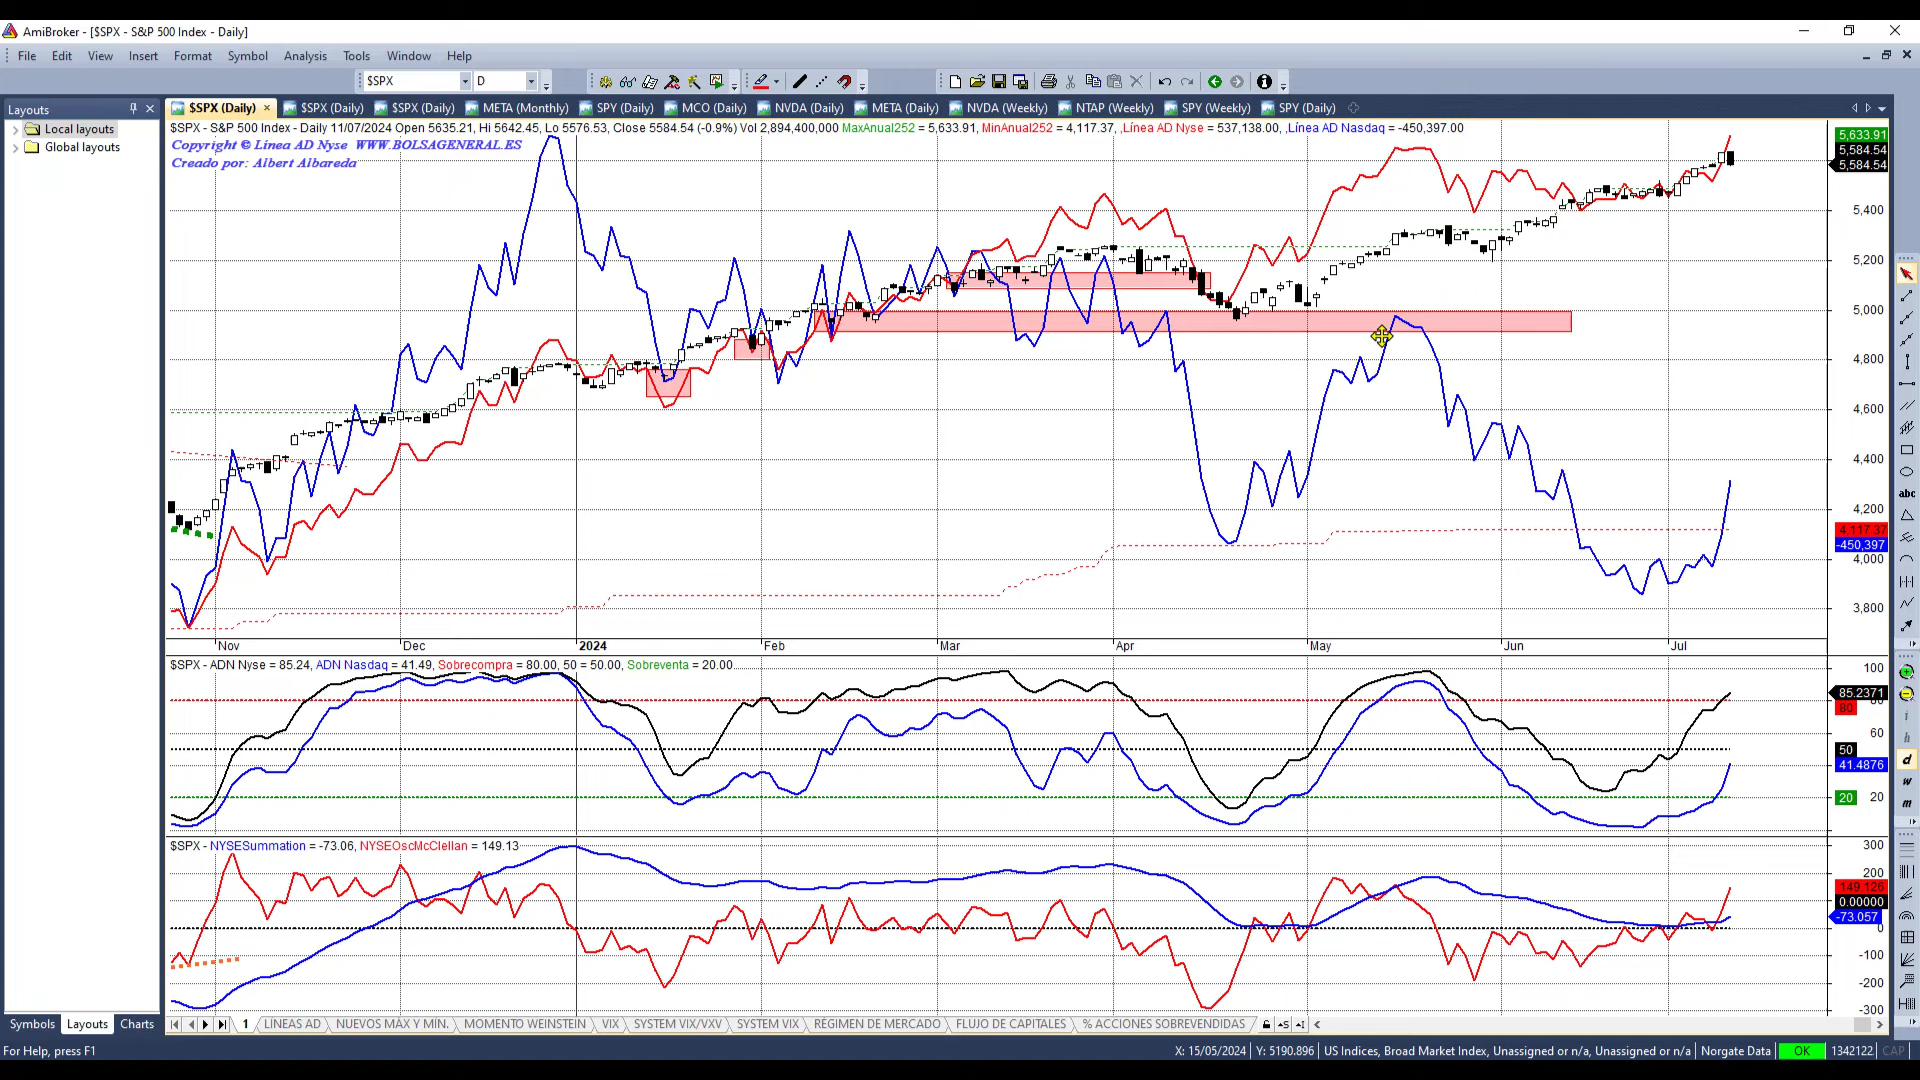 AmiBroker - [$SPX - S&P 500 Index - Daily]
File Edit View Insert Format Analysis Symbol Tools Window Help
$SPX D
Layouts
$SPX (Daily) $SPX (Daily) $SPX (Daily) META (Monthly) SPY (Daily) MCO (Daily) NVDA (Daily) META (Daily) NVDA (Weekly) NTAP (Weekly) SPY (Weekly) SPY (Daily)
Local layouts
Global layouts
$SPX - S&P 500 Index - Daily 11/07/2024 Open 5635.21, Hi 5642.45, Lo 5576.53, Close 5584.54 (-0.9%) Vol 2,894,400,000 MaxAnual252 = 5,633.91, MinAnual252 = 4,117.37, ,Línea AD Nyse = 537,138.00, ,Línea AD Nasdaq = -450,397.00
Copyright © Línea AD Nyse WWW.BOLSAGENERAL.ES
Creado por: Albert Albareda
5,633.91
5,584.54
5,584.54
5,400
5,200
5,000
4,800
4,600
4,400
4,200
4,117.37
-450,397
4,000
3,800
Nov Dec 2024 Feb Mar Apr May Jun Jul
$SPX - ADN Nyse = 85.24, ADN Nasdaq = 41.49, Sobrecompra = 80.00, 50 = 50.00, Sobreventa = 20.00
100
85.2371
80
60
50
41.4876
20 20
$SPX - NYSESummation = -73.06, NYSEOscMcClellan = 149.13
300
200
149.126
0.00000
-73.057
0
-100
-200
-300
abc
i
h
d
w
m
Symbols Layouts Charts
1 LÍNEAS AD NUEVOS MAX Y MÍN. MOMENTO WEINSTEIN VIX SYSTEM VIX/VXV SYSTEM VIX RÉGIMEN DE MERCADO FLUJO DE CAPITALES % ACCIONES SOBREVENDIDAS
For Help, press F1
X: 15/05/2024 Y: 5190.896 US Indices, Broad Market Index, Unassigned or n/a, Unassigned or n/a Norgate Data OK 1342122 CAP